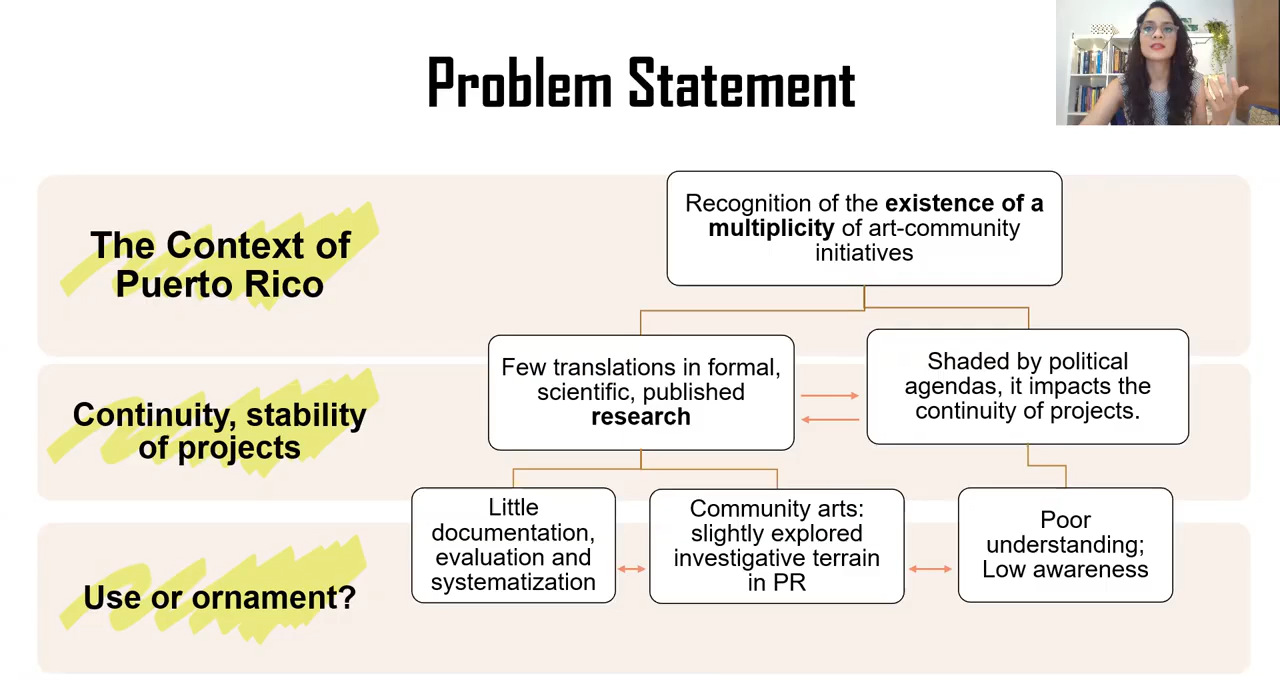 Problem Statement
The Context of
Puerto Rico
Recognition of the existence of a
multiplicity of art-community
initiatives
Continuity, stability
of projects
Few translations in formal,
scientific, published
research
Shaded by political
agendas, it impacts the
continuity of projects.
Use or ornament?
Little
documentation,
evaluation and
systematization
Community arts:
slightly explored
investigative terrain
in PR
Poor
understanding;
Low awareness